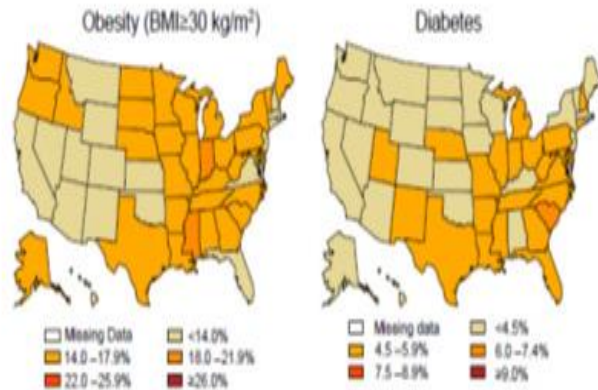 Obesity (BMI≥30 kg/m²)
Diabetes
Missing Data
<14.0%
14.0 –17.9%
18.0 –21.9%
22.0 –25.9%
≥26.0%
Missing data
<4.5%
4.5 –5.9%
6.0 –7.4%
7.5 –8.9%
≥9.0%